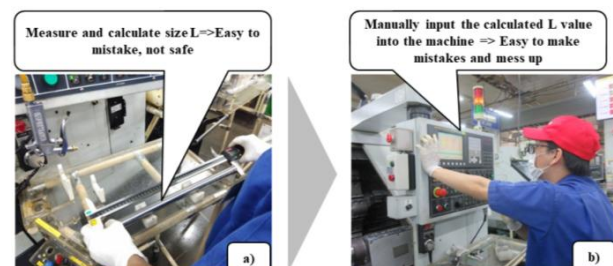 Measure and calculate size L=>Easy to
mistake, not safe
a)
Manually input the calculated L value
into the machine => Easy to make
mistakes and mess up
b)